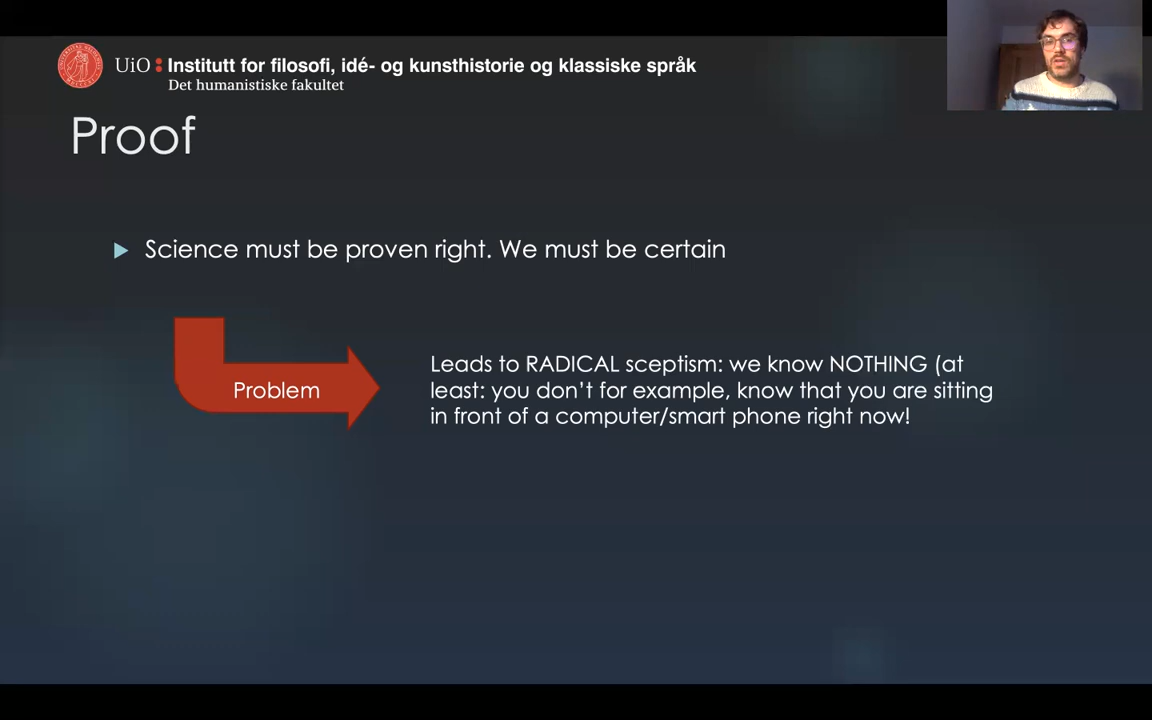 UiO : Institutt for filosofi, idé- og kunsthistorie og klassiske språk
Det humanistiske fakultet
Proof
Science must be proven right. We must be certain
Problem
Leads to RADICAL sceptism: we know NOTHING (at
least: you don’t for example, know that you are sitting
in front of a computer/smart phone right now!